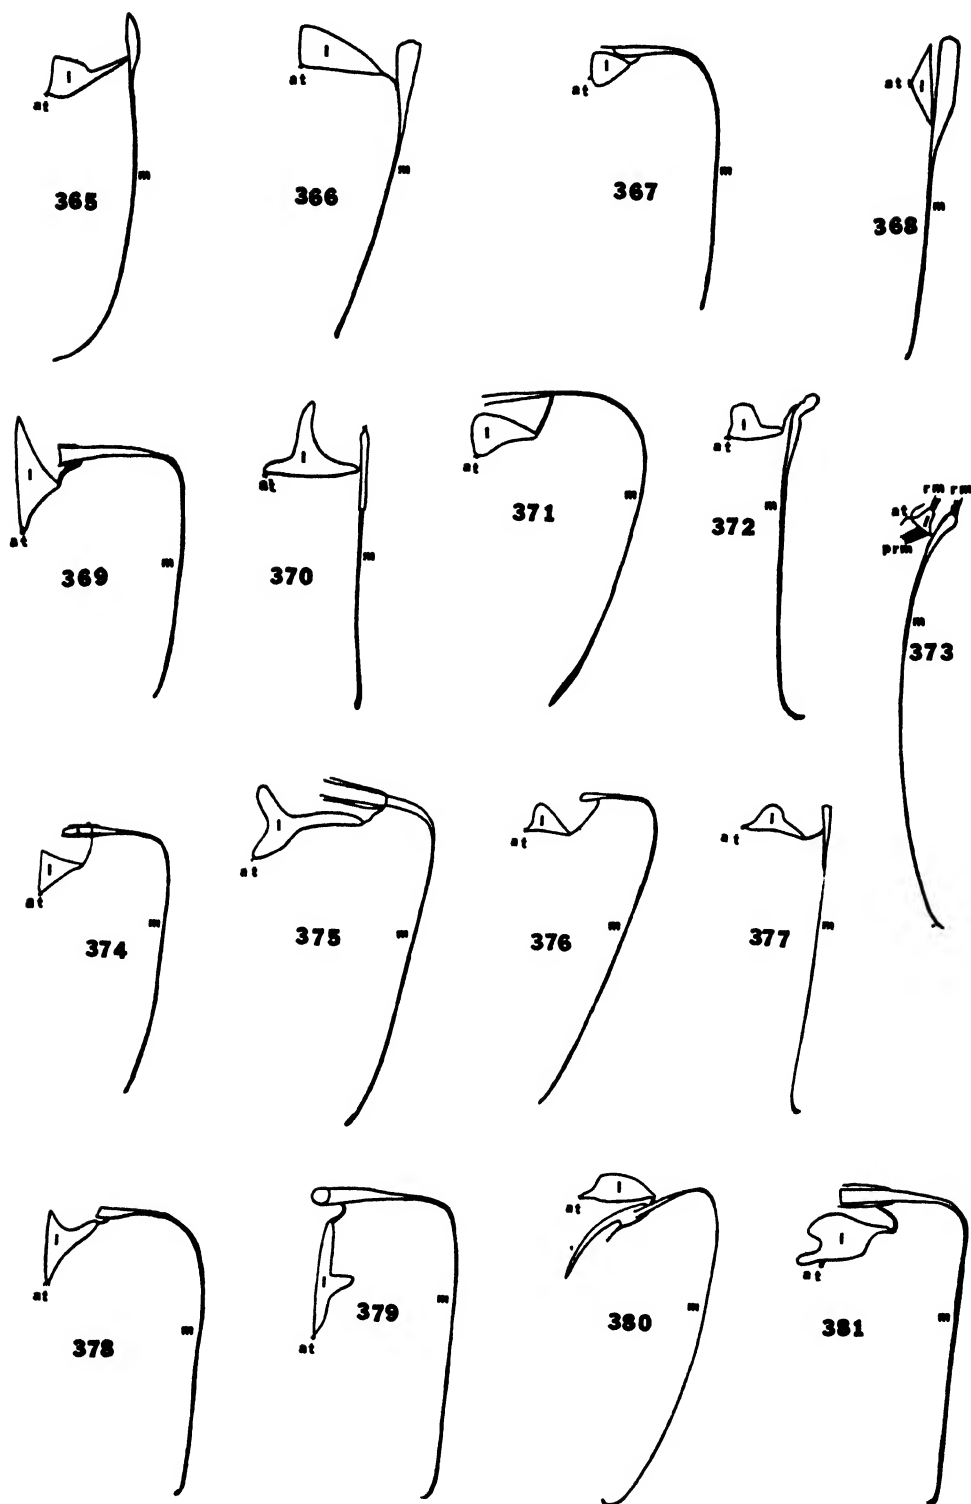 l at m 365
l at m 366
l at m 367
l at m 368
l at m 369
l at m 370
l at m 371
l at m 372
rm rm at l prm m 373
l at m 374
l at m 375
l at m 376
l at m 377
l at m 378
l at m 379
l at m 380
l at m 381